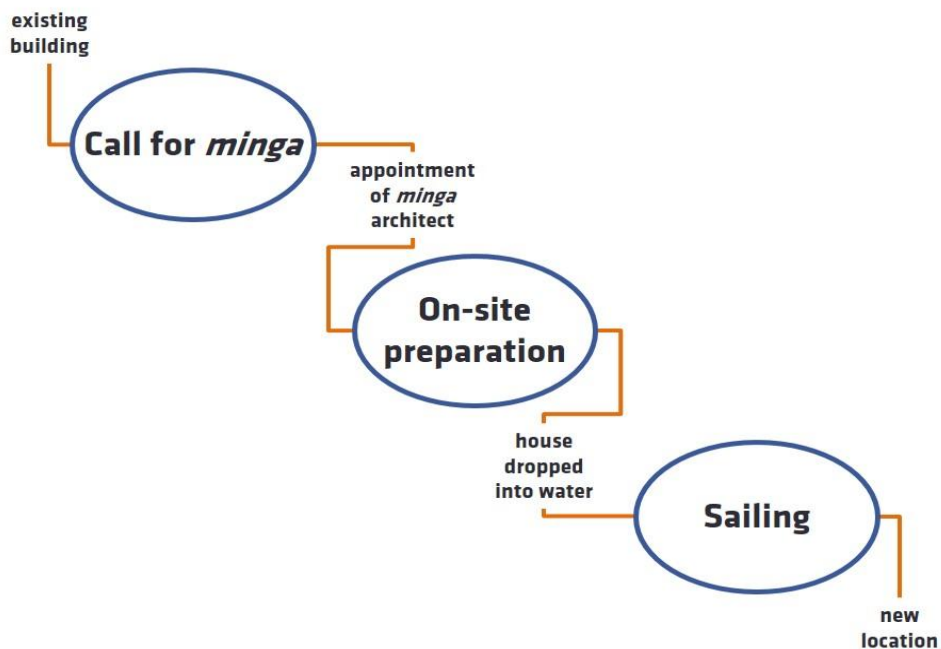 existing
building
Call for minga
appointment
of minga
architect
On-site
preparation
house
dropped
into water
Sailing
new
location